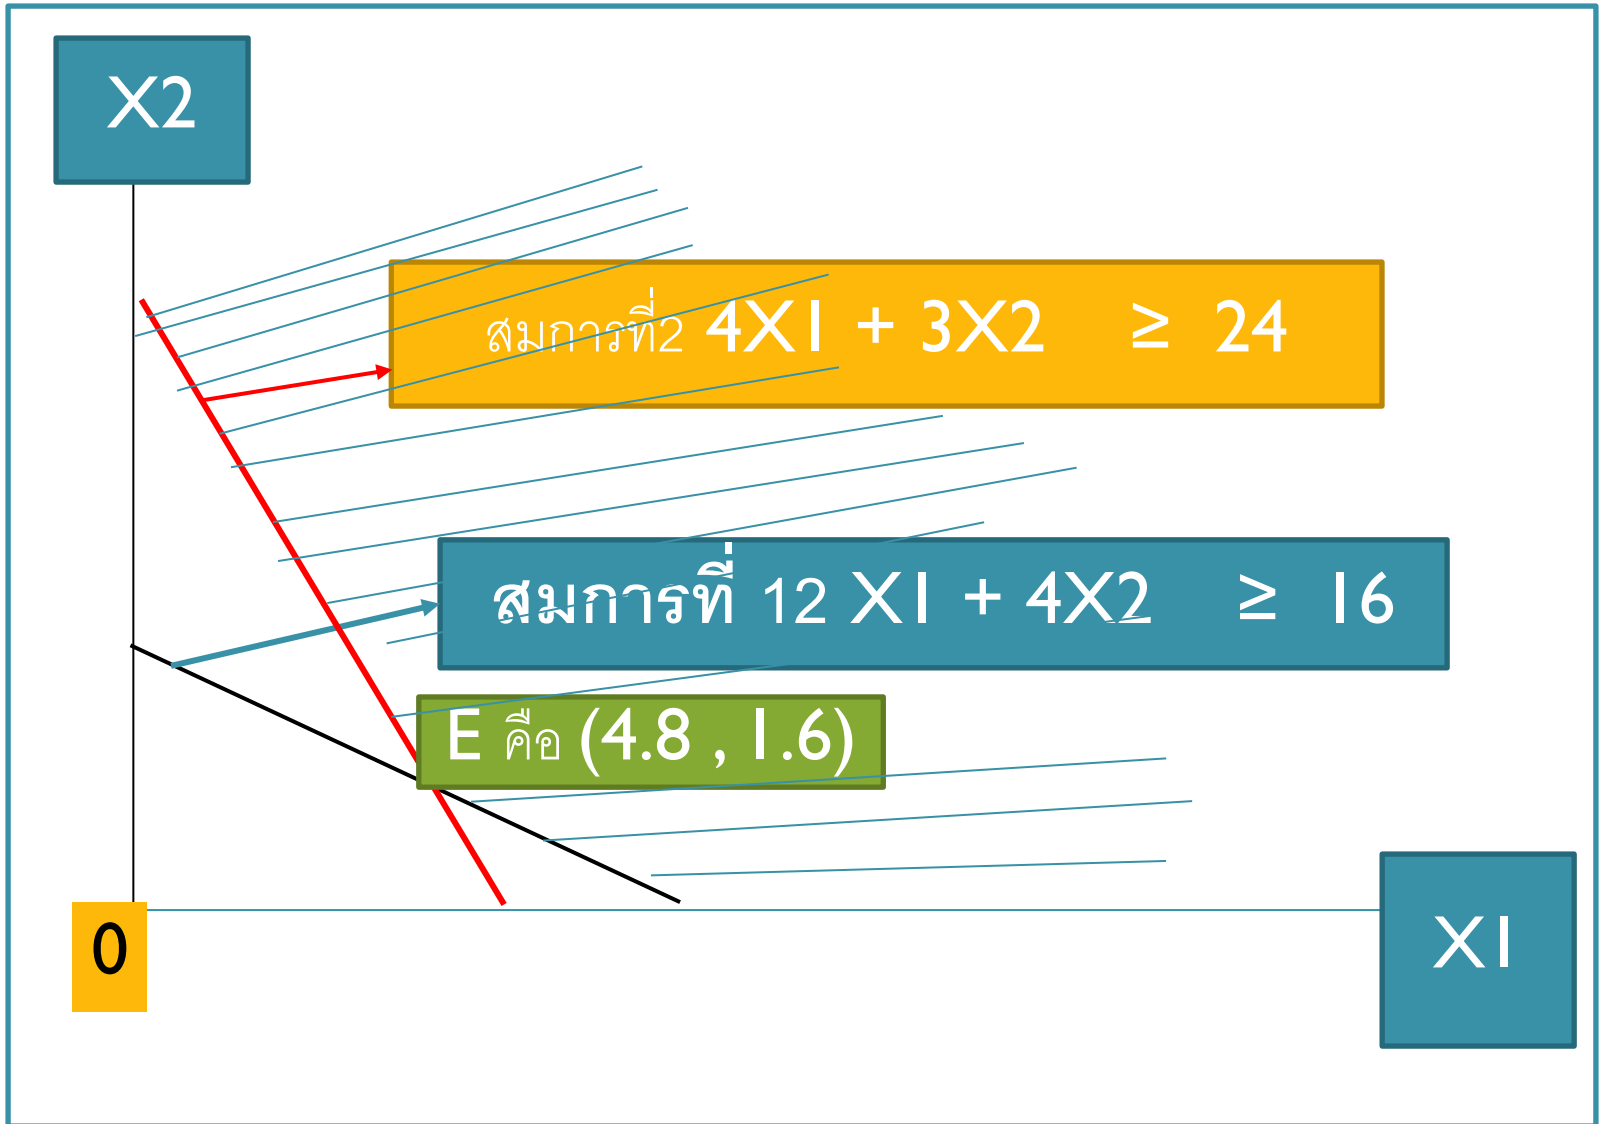 X2
สมการที่2 4X1 + 3X2 ≥ 24
สมการที่ 12 X1 + 4X2 ≥ 16
E คือ (4.8 , 1.6)
0
X1